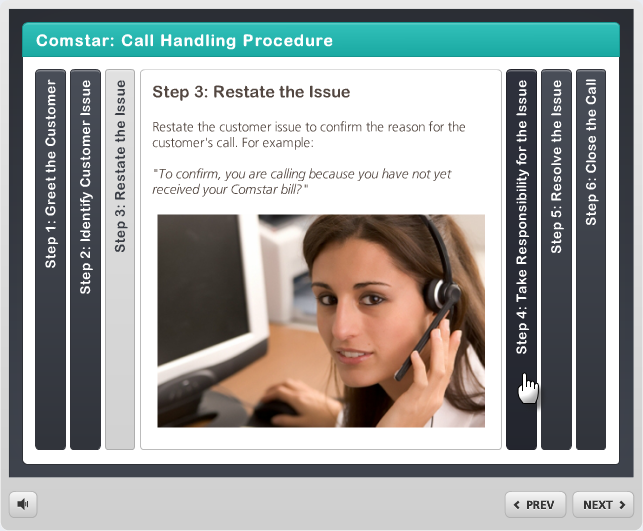 Comstar: Call Handling Procedure
Step 1: Greet the Customer
Step 2: Identify Customer Issue
Step 3: Restate the Issue
Step 3: Restate the Issue
Restate the customer issue to confirm the reason for the
customer's call. For example:
"To confirm, you are calling because you have not yet
received your Comstar bill?"
Step 4: Take Responsibility for the Issue
Step 5: Resolve the Issue
Step 6: Close the Call
PREV
NEXT